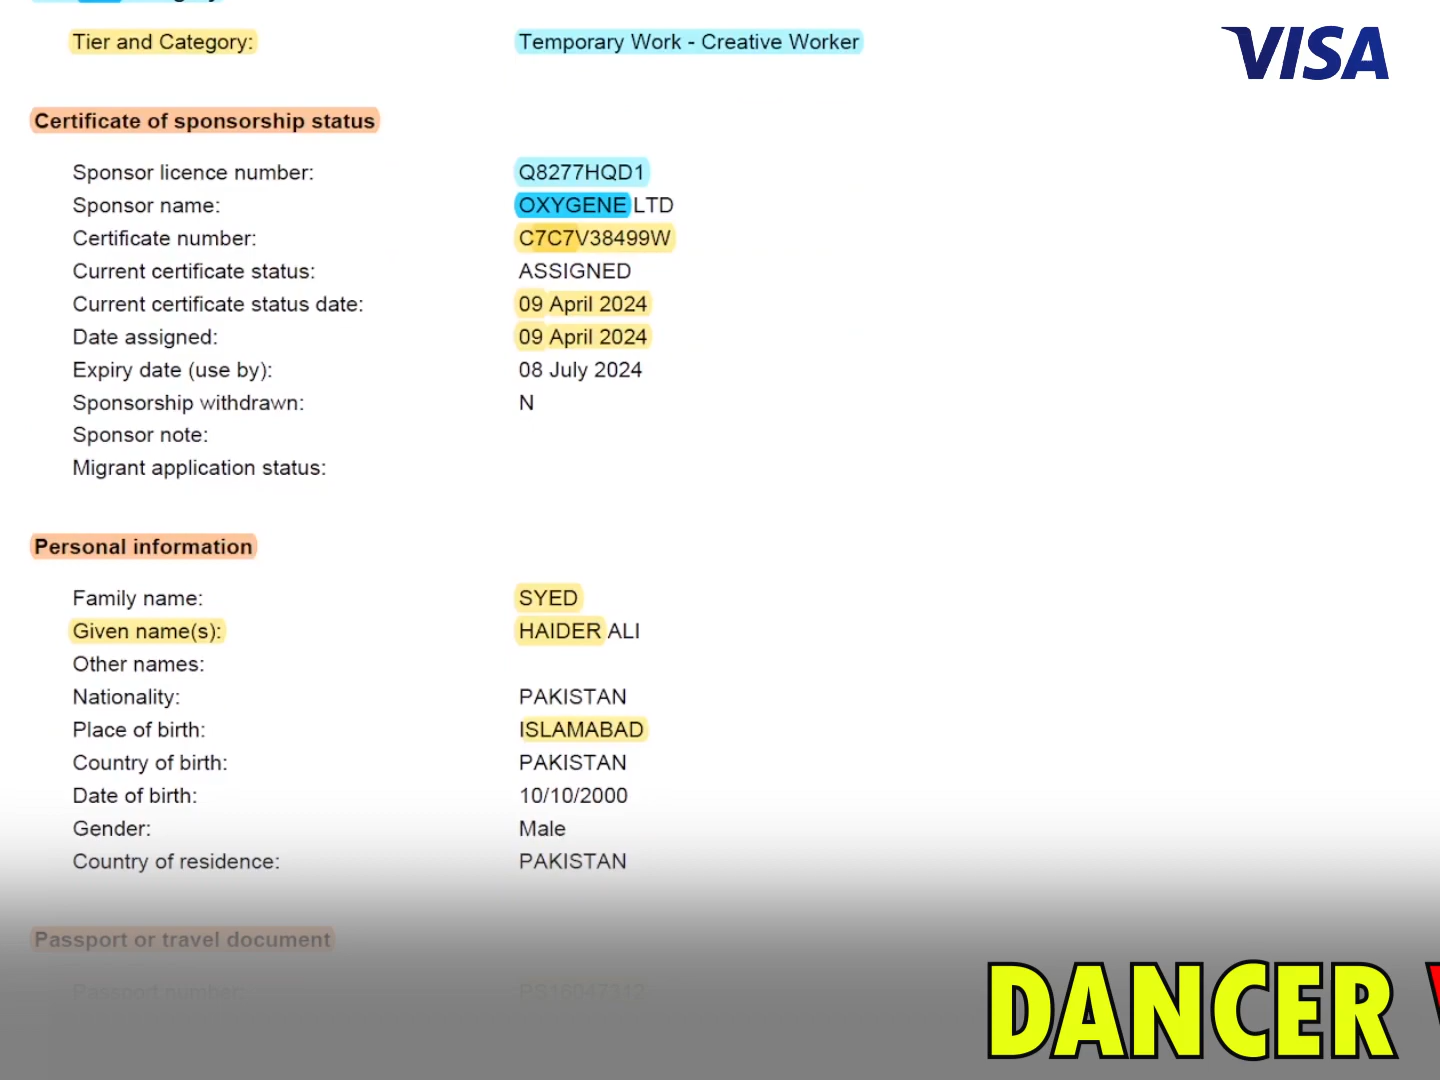 Tier and Category: Temporary Work - Creative Worker
VISA
Certificate of sponsorship status
Sponsor licence number: Q8277HQD1
Sponsor name: OXYGENE LTD
Certificate number: C7C7V38499W
Current certificate status: ASSIGNED
Current certificate status date: 09 April 2024
Date assigned: 09 April 2024
Expiry date (use by): 08 July 2024
Sponsorship withdrawn: N
Sponsor note:
Migrant application status:
Personal information
Family name: SYED
Given name(s): HAIDER ALI
Other names:
Nationality: PAKISTAN
Place of birth: ISLAMABAD
Country of birth: PAKISTAN
Date of birth: 10/10/2000
Gender: Male
Country of residence: PAKISTAN
Passport or travel document
Passport number:
DANCER